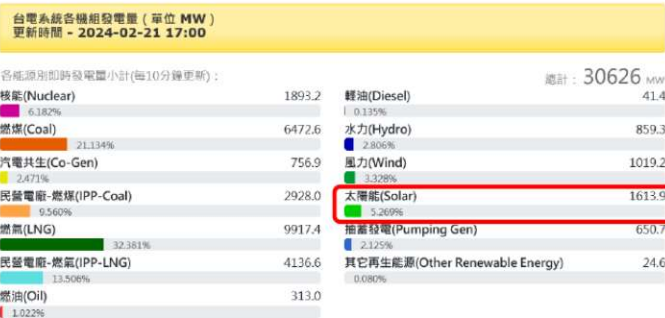 台電系統各機組發電量（單位 MW）
更新時間 - 2024-02-21 17:00
各能源別即時發電量小計(每10分鐘更新)：
總計： 30626 MW
核能(Nuclear) 1893.2
6.182%
燃煤(Coal) 6472.6
21.134%
汽電共生(Co-Gen) 756.9
2.471%
民營電廠-燃煤(IPP-Coal) 2928.0
9.560%
燃氣(LNG) 9917.4
32.381%
民營電廠-燃氣(IPP-LNG) 4136.6
13.506%
燃油(Oil) 313.0
1.022%
輕油(Diesel) 41.4
0.135%
水力(Hydro) 859.3
2.806%
風力(Wind) 1019.2
3.328%
太陽能(Solar) 1613.9
5.269%
抽蓄發電(Pumping Gen) 650.7
2.125%
其它再生能源(Other Renewable Energy) 24.6
0.080%